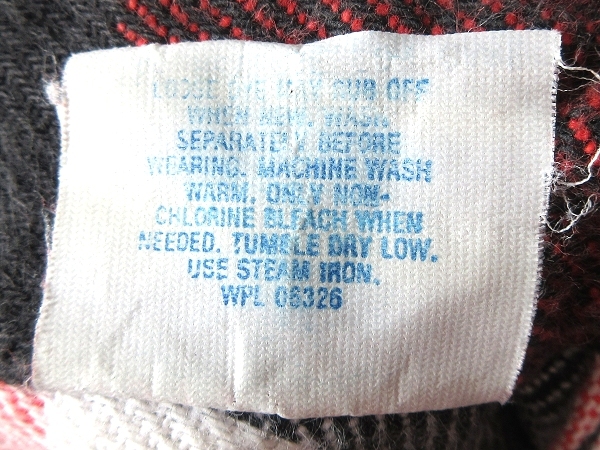 LOOSE DYE MAY RUB OFF
WHEN NEW. WASH
SEPARATELY BEFORE
WEARING. MACHINE WASH
WARM. ONLY NON-
CHLORINE BLEACH WHEN
NEEDED. TUMBLE DRY LOW.
USE STEAM IRON.
WPL 06326